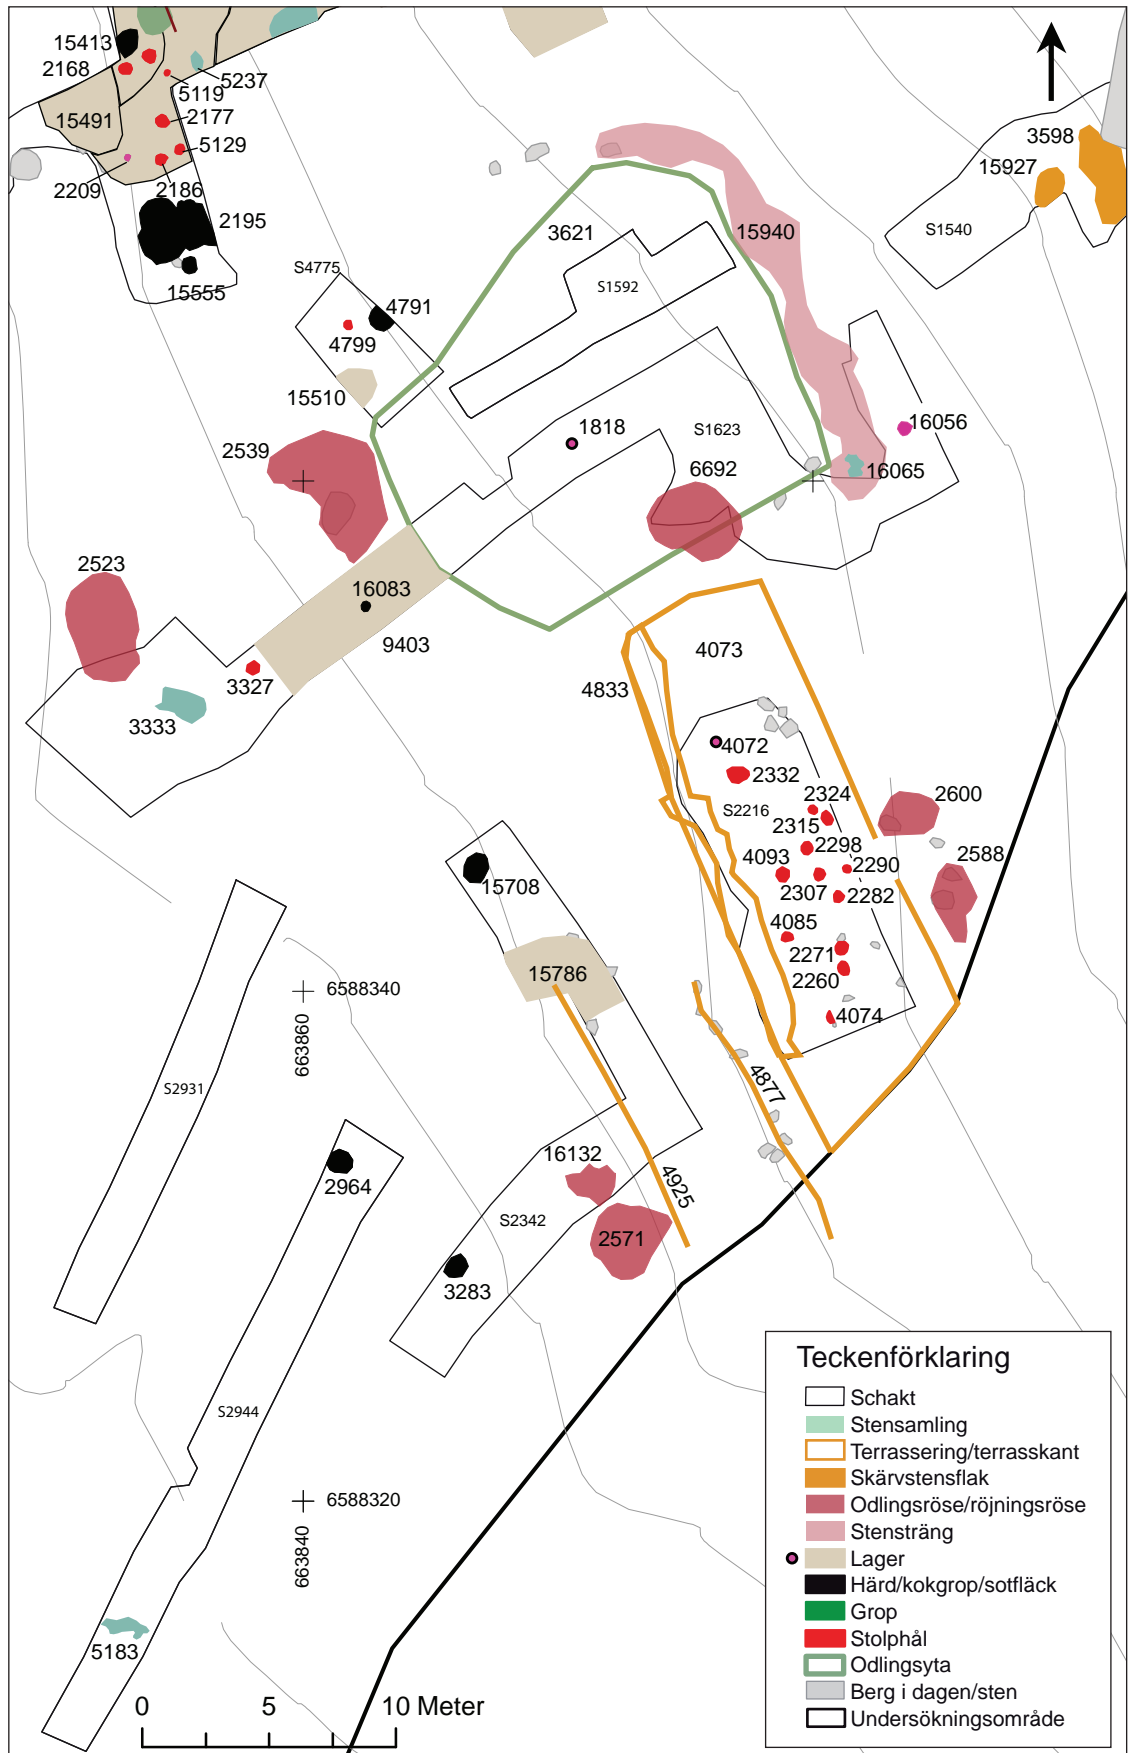 15413
2168
5119
5237
15491
2177
5129
2209
2186
2195
15555
3598
15927
S1540
3621
15940
S4775
S1592
4791
4799
15510
1818
S1623
16056
2539
6692
16065
2523
16083
9403
4073
3327
4833
3333
4072
2332
2324
2600
S2216
2315
2298
4093
2290
2588
15708
2307
2282
4085
2271
15786
2260
6588340
4074
663860
S2931
4877
16132
2964
4925
S2342
2571
3283
S2944
6588320
663840
5183
0 5 10 Meter
Teckenförklaring
Schakt
Stensamling
Terrassering/terrasskant
Skärvstensflak
Odlingsröse/röjningsröse
Stensträng
Lager
Härd/kokgrop/sotfläck
Grop
Stolphål
Odlingsyta
Berg i dagen/sten
Undersökningsområde